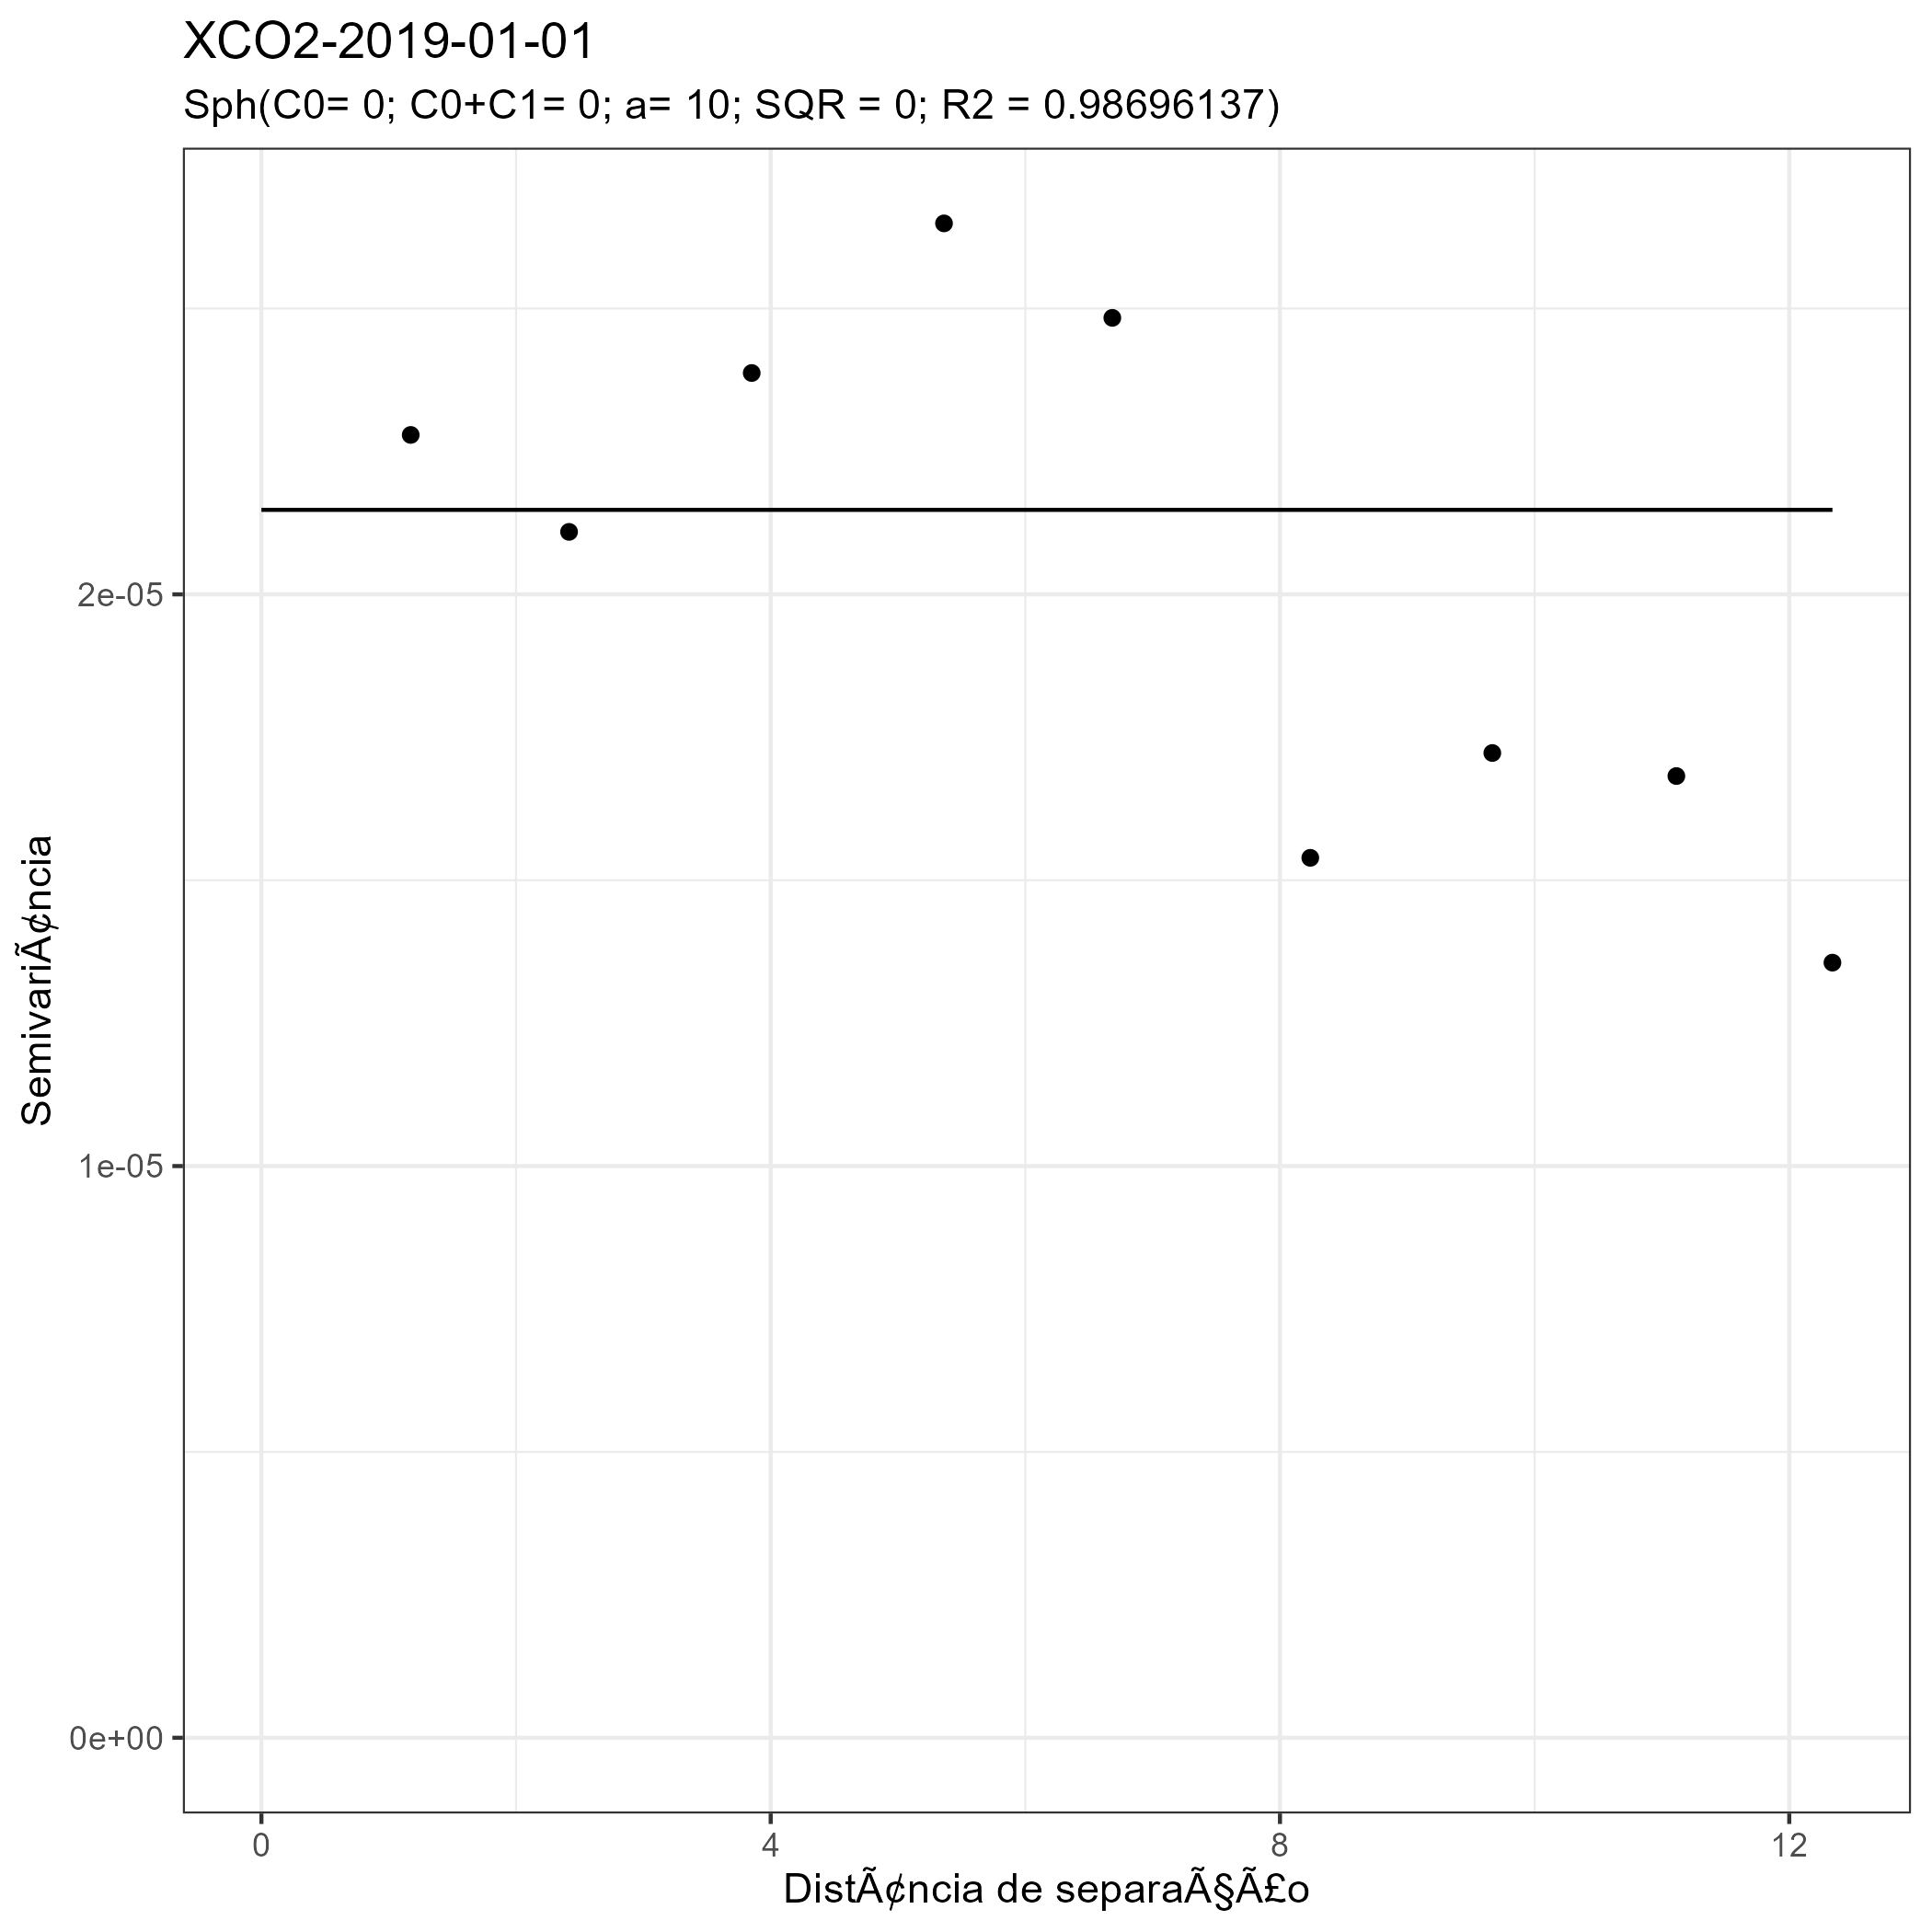 XCO2-2019-01-01
Sph(C0= 0; C0+C1= 0; a= 10; SQR = 0; R2 = 0.98696137)
SemivariÃ¢ncia
2e-05
1e-05
0e+00
0 4 8 12
DistÃ¢ncia de separaÃ§Ã£o